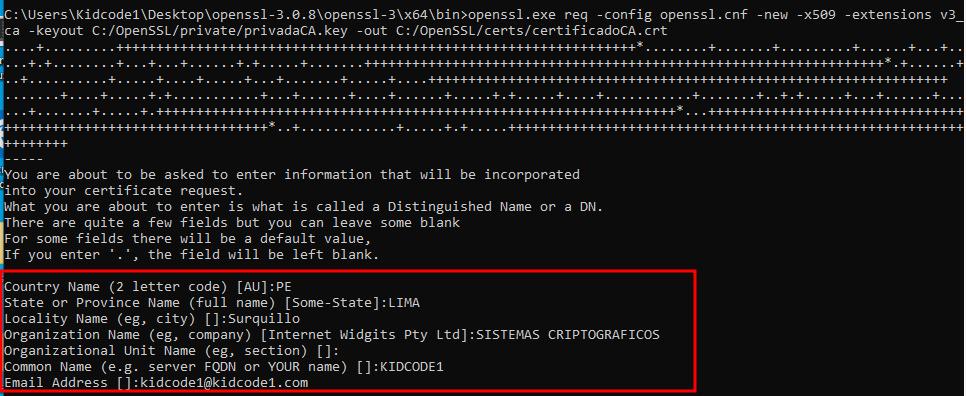 C:\Users\Kidcode1\Desktop\openssl-3.0.8\openssl-3\x64\bin>openssl.exe req -config openssl.cnf -new -x509 -extensions v3_
ca -keyout C:/OpenSSL/private/privadaCA.key -out C:/OpenSSL/certs/certificadoCA.crt
-----
You are about to be asked to enter information that will be incorporated
into your certificate request.
What you are about to enter is what is called a Distinguished Name or a DN.
There are quite a few fields but you can leave some blank
For some fields there will be a default value,
If you enter '.', the field will be left blank.
Country Name (2 letter code) [AU]:PE
State or Province Name (full name) [Some-State]:LIMA
Locality Name (eg, city) []:Surquillo
Organization Name (eg, company) [Internet Widgits Pty Ltd]:SISTEMAS CRIPTOGRAFICOS
Organizational Unit Name (eg, section) []:
Common Name (e.g. server FQDN or YOUR name) []:KIDCODE1
Email Address []:kidcode1@kidcode1.com